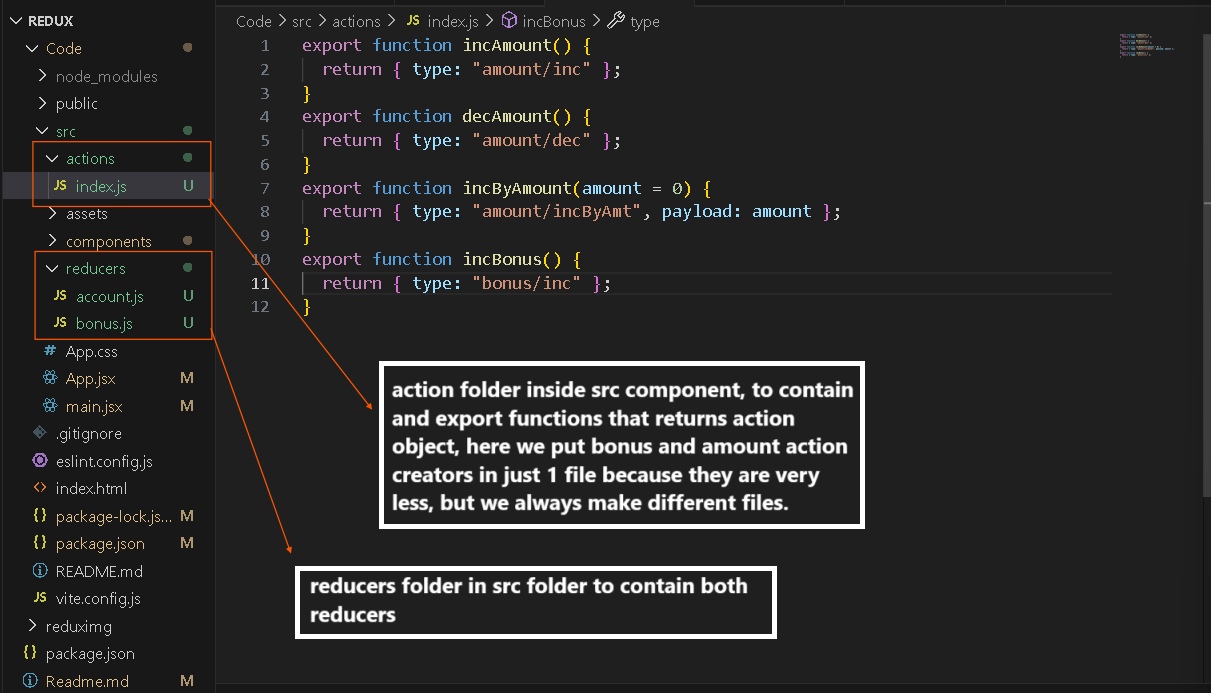 REDUX
Code
node_modules
public
src
actions
JS index.js U
assets
components
reducers
JS account.js U
JS bonus.js U
# App.css
App.jsx M
main.jsx M
.gitignore
eslint.config.js
<> index.html
{} package-lock.js... M
{} package.json M
README.md
JS vite.config.js
reduximg
{} package.json
Readme.md M
Code > src > actions > JS index.js > incBonus > type
1 export function incAmount() {
2 return { type: "amount/inc" };
3 }
4 export function decAmount() {
5 return { type: "amount/dec" };
6 }
7 export function incByAmount(amount = 0) {
8 return { type: "amount/incByAmt", payload: amount };
9 }
10 export function incBonus() {
11 return { type: "bonus/inc" };
12 }
action folder inside src component, to contain
and export functions that returns action
object, here we put bonus and amount action
creators in just 1 file because they are very
less, but we always make different files.
reducers folder in src folder to contain both
reducers